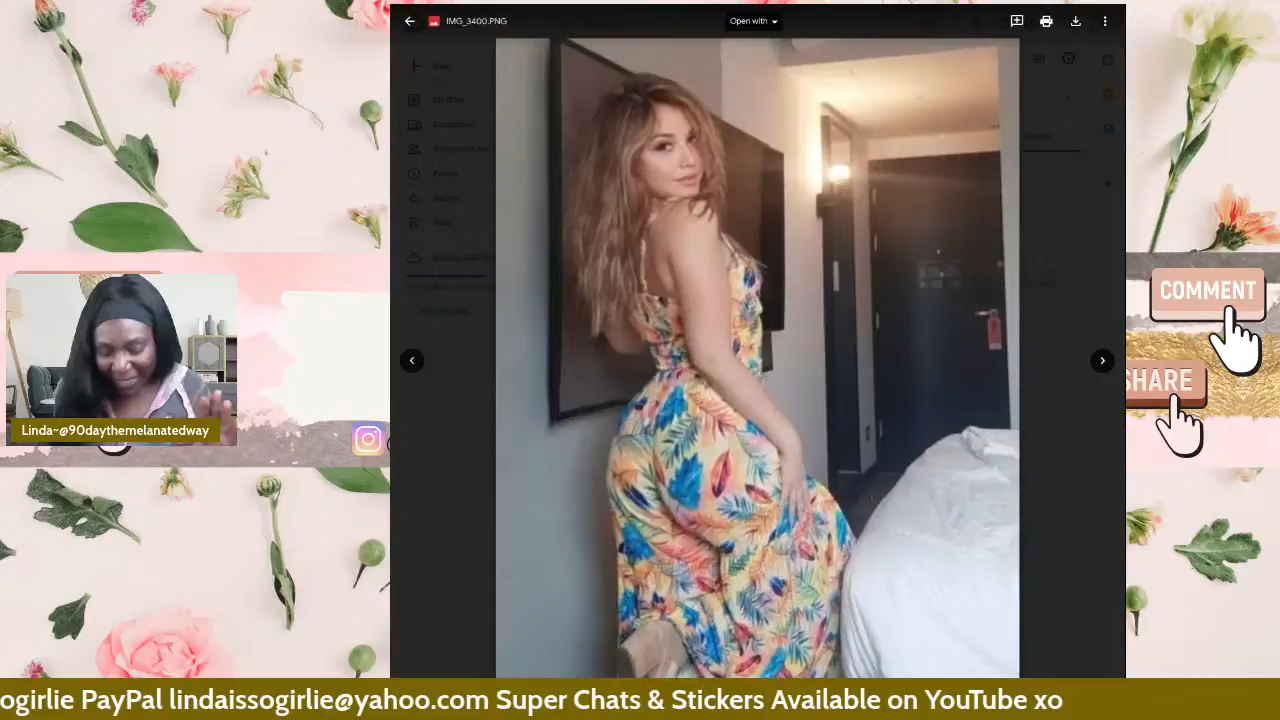 IMG_3400.PNG
Open with
COMMENT
SHARE
Linda~@90daythemelanatedway
ogirlie PayPal lindaissogirlie@yahoo.com Super Chats & Stickers Available on YouTube xo